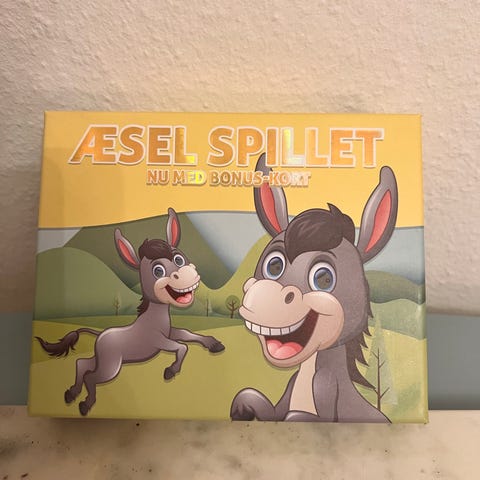 ÆSEL SPILLET
NU MED BONUS-KORT